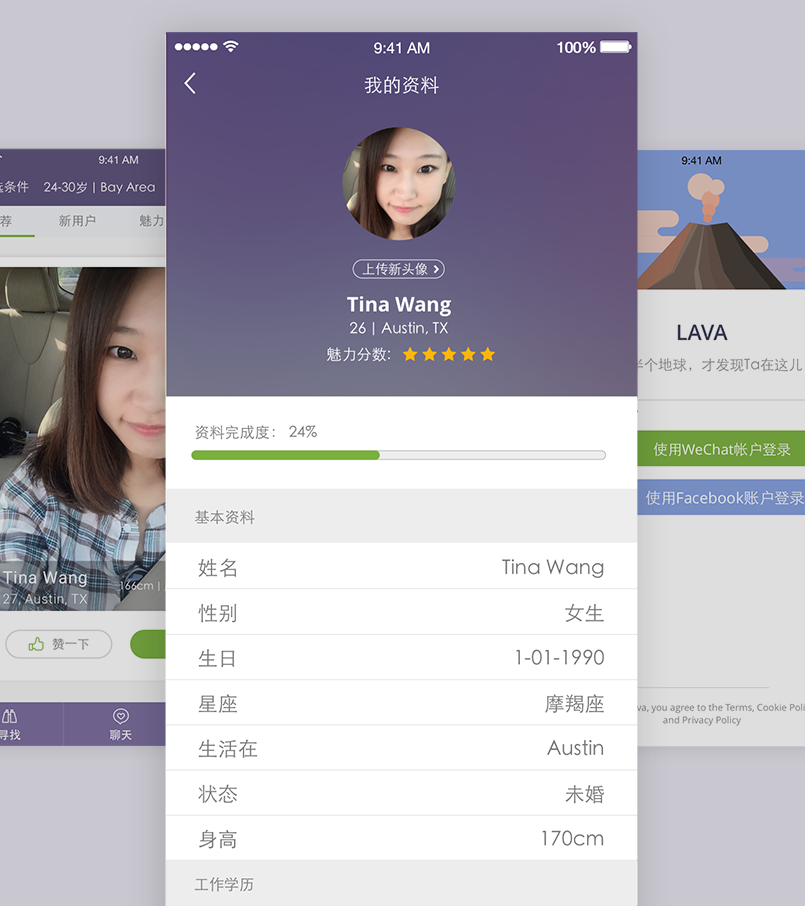 9:41 AM 100%
我的资料
上传新头像
Tina Wang
26 | Austin, TX
魅力分数:
资料完成度: 24%
基本资料
姓名 Tina Wang
性别 女生
生日 1-01-1990
星座 摩羯座
生活在 Austin
状态 未婚
身高 170cm
工作学历
9:41 AM
选条件 24-30岁 | Bay Area
荐 新用户 魅力
Tina Wang
27, Austin, TX
166cm |
赞一下
寻找 聊天
9:41 AM
LAVA
半个地球，才发现Ta在这儿
使用WeChat帐户登录
使用Facebook账户登录
va, you agree to the Terms, Cookie Poli
and Privacy Policy